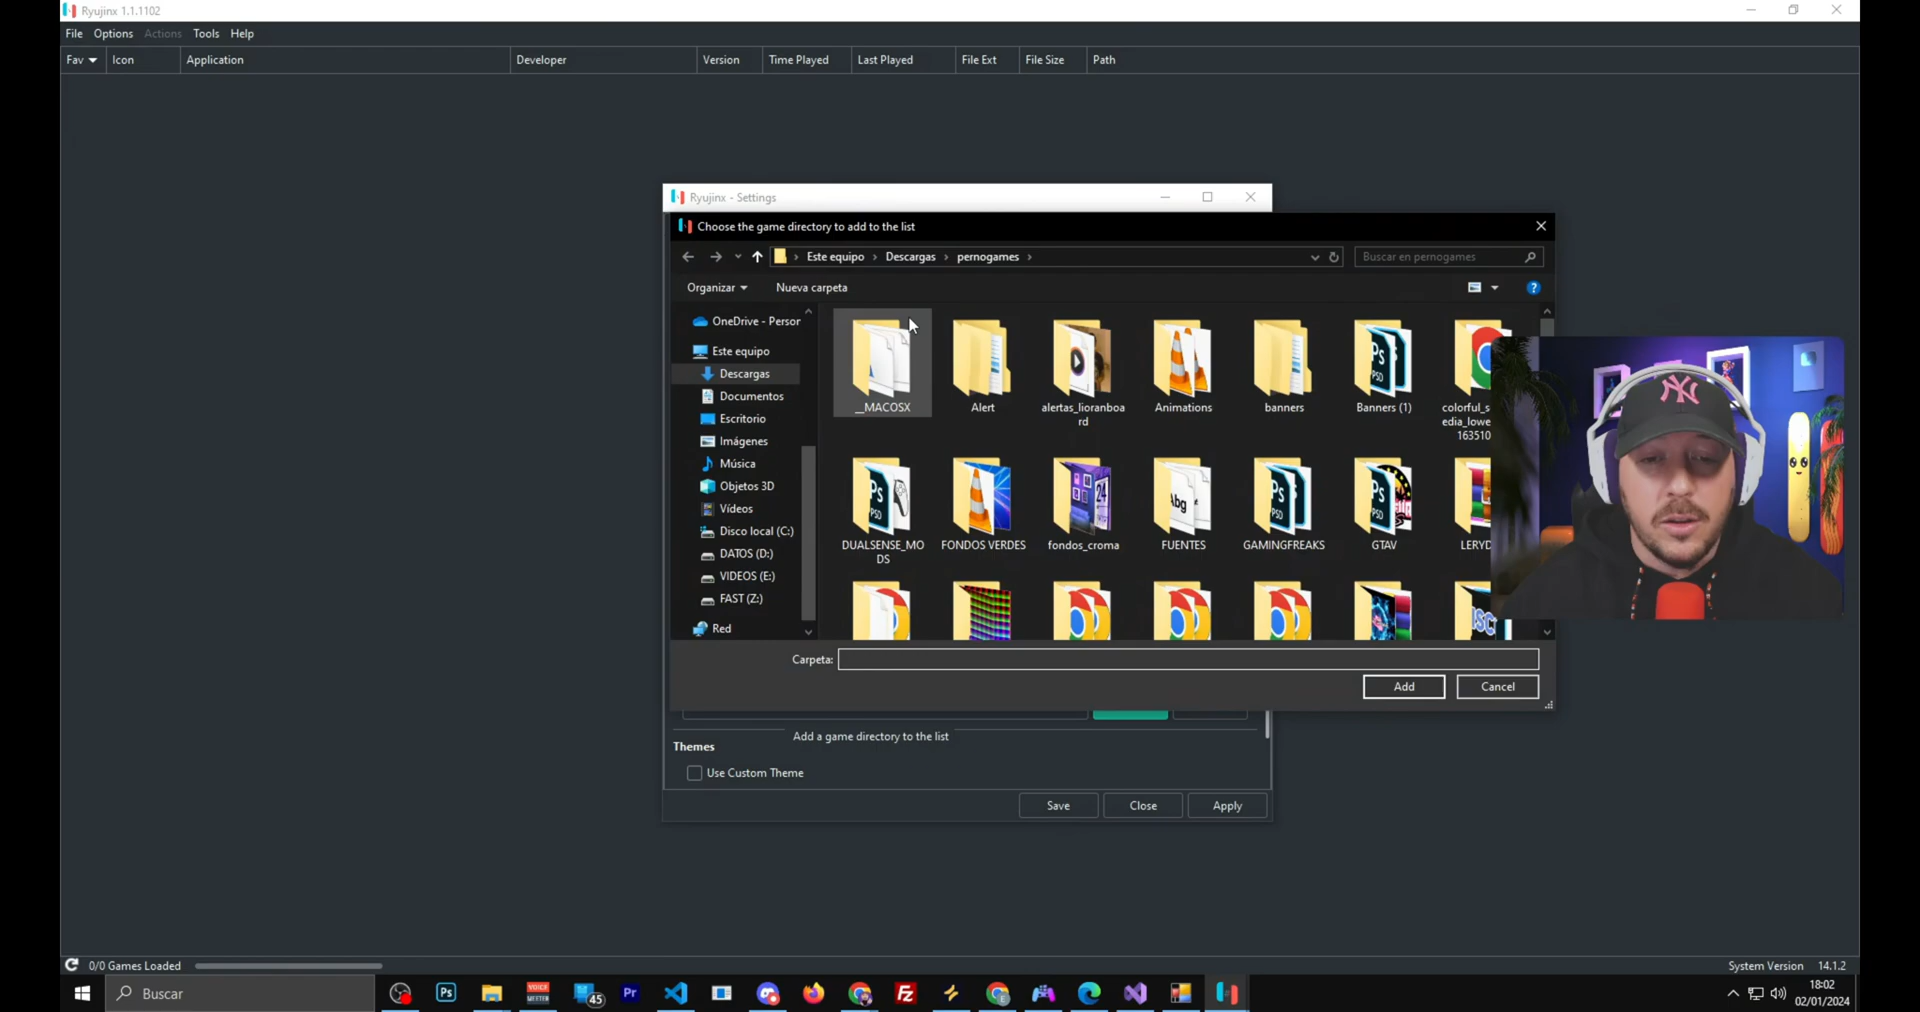 Ryujinx 1.1.1102
File Options Actions Tools Help
Fav Icon Application Developer Version Time Played Last Played File Ext File Size Path
Ryujinx - Settings
Choose the game directory to add to the list
Este equipo Descargas pernogames Buscar en pernogames
Organizar Nueva carpeta
OneDrive - Persor
Este equipo
Descargas
Documentos
Escritorio
Imágenes
Música
Objetos 3D
Vídeos
Disco local (C:)
DATOS (D:)
VIDEOS (E:)
FAST (Z:)
Red
__MACOSX Alert alertas_lioranboa Animations banners Banners (1) colorful_s
rd edia_lowe
163510
DUALSENSE_MO FONDOS VERDES fondos_croma FUENTES GAMINGFREAKS GTAV LERYD
DS
Carpeta:
Add Cancel
Add a game directory to the list
Themes
Use Custom Theme
Save Close Apply
0/0 Games Loaded System Version 14.1.2
Buscar
45
18:02
02/01/2024